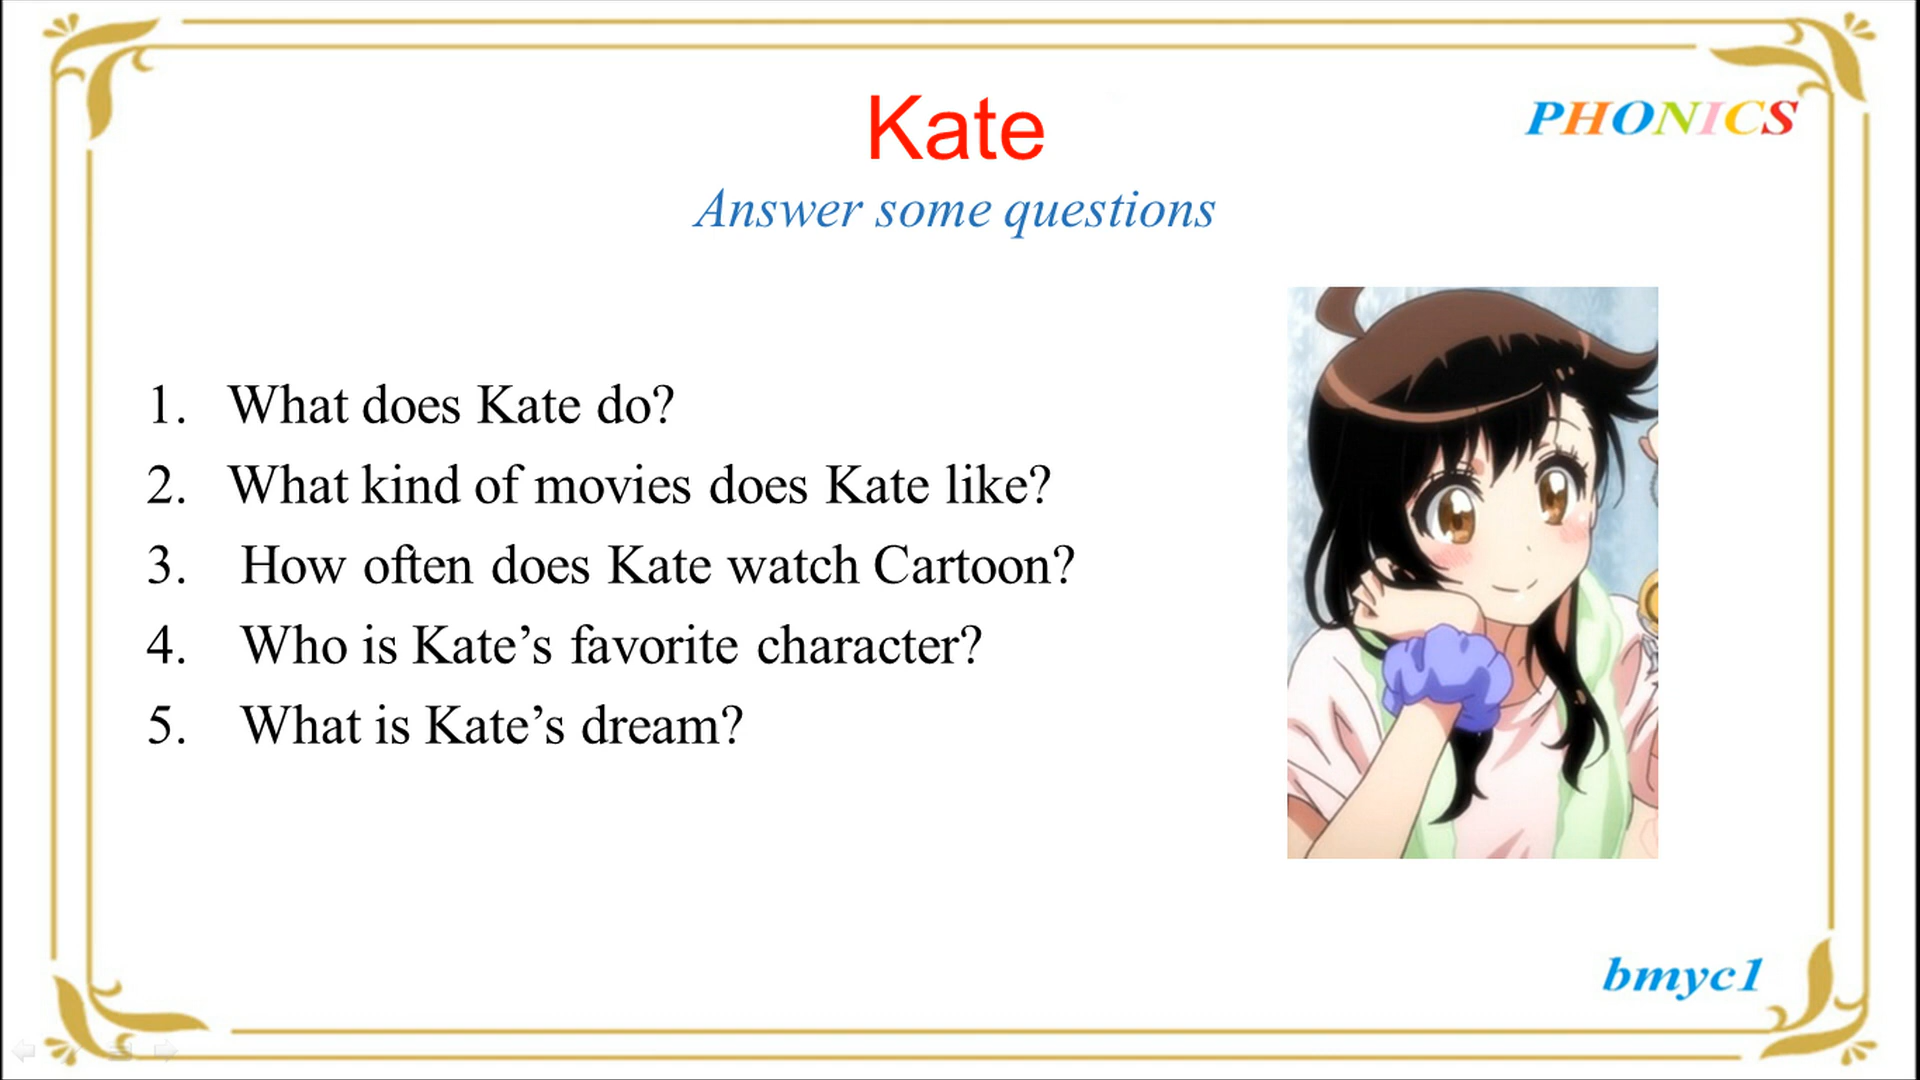 Kate
PHONICS
Answer some questions
1. What does Kate do?
2. What kind of movies does Kate like?
3. How often does Kate watch Cartoon?
4. Who is Kate’s favorite character?
5. What is Kate’s dream?
bmyc1